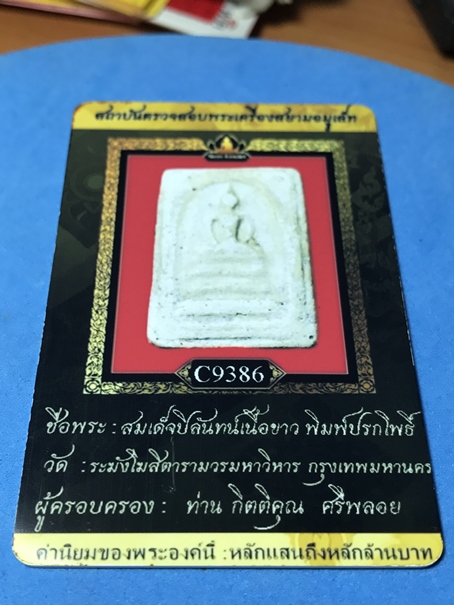 สถาบันตรวจสอบพระเครื่องสยามอมูเล็ท
C9386
ชื่อพระ : สมเด็จปิลันทน์เนื้อขาว พิมพ์ปรกโพธิ์
วัด : ระฆังโฆสิตารามวรมหาวิหาร กรุงเทพมหานคร
ผู้ครอบครอง : ท่าน กิตติคุณ ศรีพลอย
ค่านิยมของพระองค์นี้ : หลักแสนถึงหลักล้านบาท